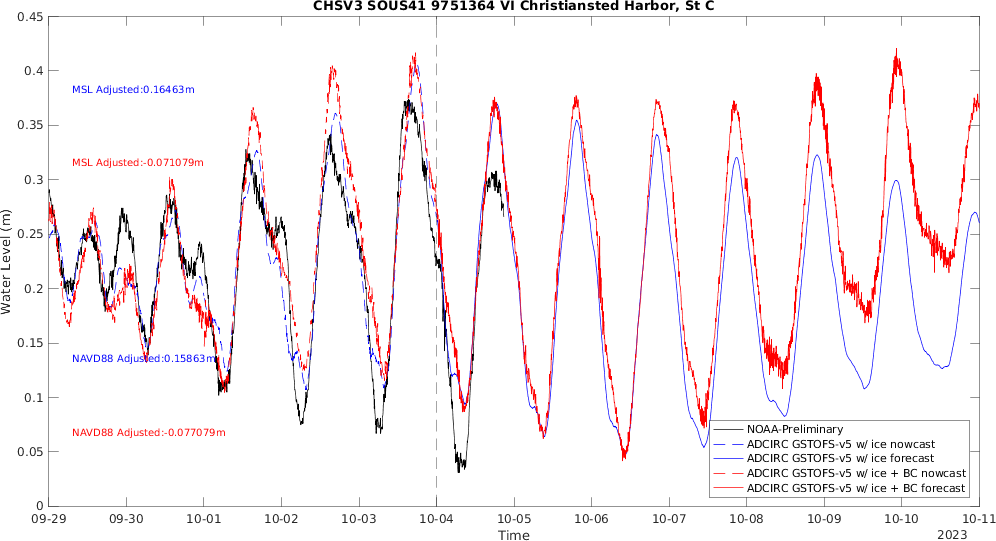 CHSV3 SOUS41 9751364 VI Christiansted Harbor, St C
0.45
0.4
0.35
0.3
0.25
0.2
0.15
0.1
0.05
0
Water Level (m)
MSL Adjusted:0.16463m
MSL Adjusted:-0.071079m
NAVD88 Adjusted:0.15863m
NAVD88 Adjusted:-0.077079m
NOAA-Preliminary
ADCIRC GSTOFS-v5 w/ ice nowcast
ADCIRC GSTOFS-v5 w/ ice forecast
ADCIRC GSTOFS-v5 w/ ice + BC nowcast
ADCIRC GSTOFS-v5 w/ ice + BC forecast
09-29 09-30 10-01 10-02 10-03 10-04 10-05 10-06 10-07 10-08 10-09 10-10 10-11
Time
2023